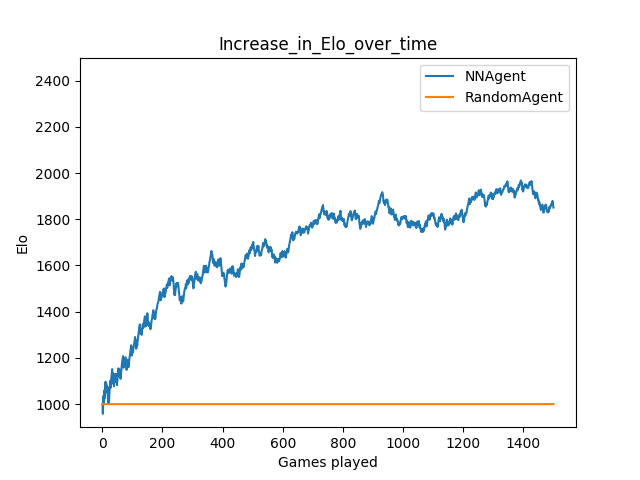 Increase_in_Elo_over_time
NNAgent
RandomAgent
2400
2200
2000
1800
1600
1400
1200
1000
Elo
0 200 400 600 800 1000 1200 1400
Games played